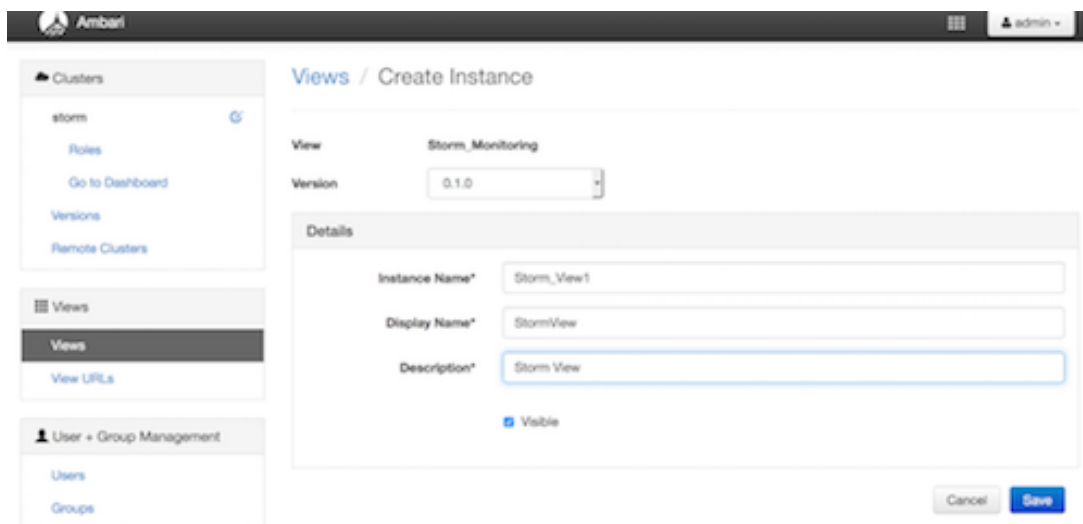 Ambari
admin
Clusters
storm
Roles
Go to Dashboard
Versions
Remote Clusters
Views
Views
View URLs
User + Group Management
Users
Groups
Views / Create Instance
View Storm_Monitoring
Version 0.1.0
Details
Instance Name* Storm_View1
Display Name* StormView
Description* Storm View
Visible
Cancel Save